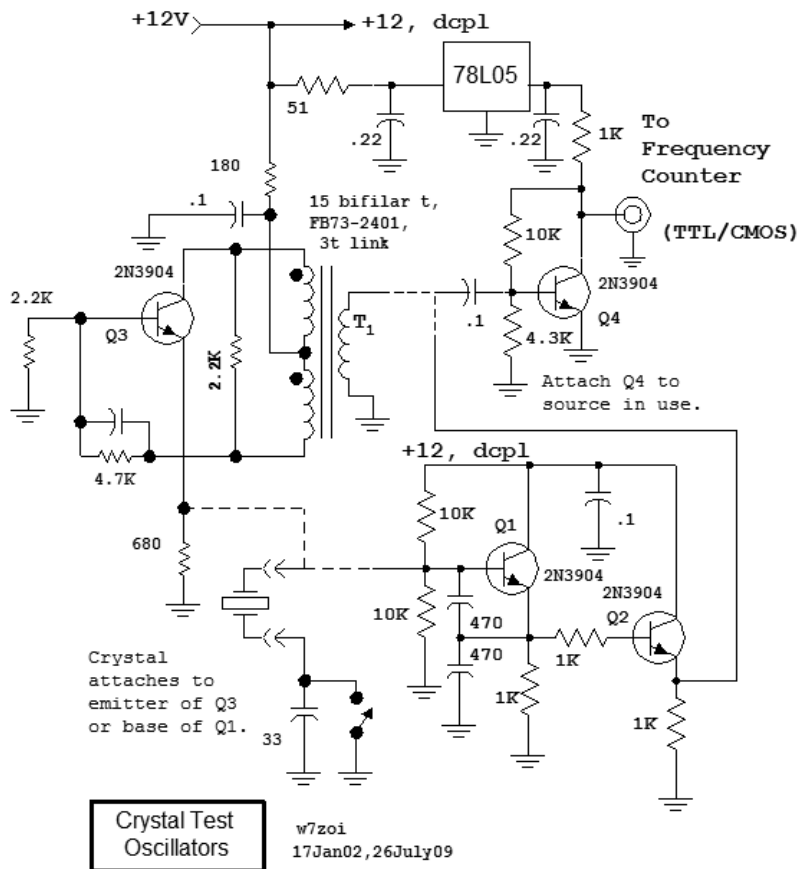 +12V
+12, dcpl
78L05
51
.22
.22
1K
To
Frequency
Counter
(TTL/CMOS)
180
.1
15 bifilar t,
FB73-2401,
3t link
10K
2N3904
2N3904
2.2K
Q3
2.2K
T1
.1
4.3K
Q4
Attach Q4 to
source in use.
4.7K
+12, dcpl
10K
Q1
.1
680
2N3904
2N3904
10K
470
Q2
470
1K
1K
1K
Crystal
attaches to
emitter of Q3
or base of Q1.
33
Crystal Test
Oscillators
w7zoi
17Jan02,26July09